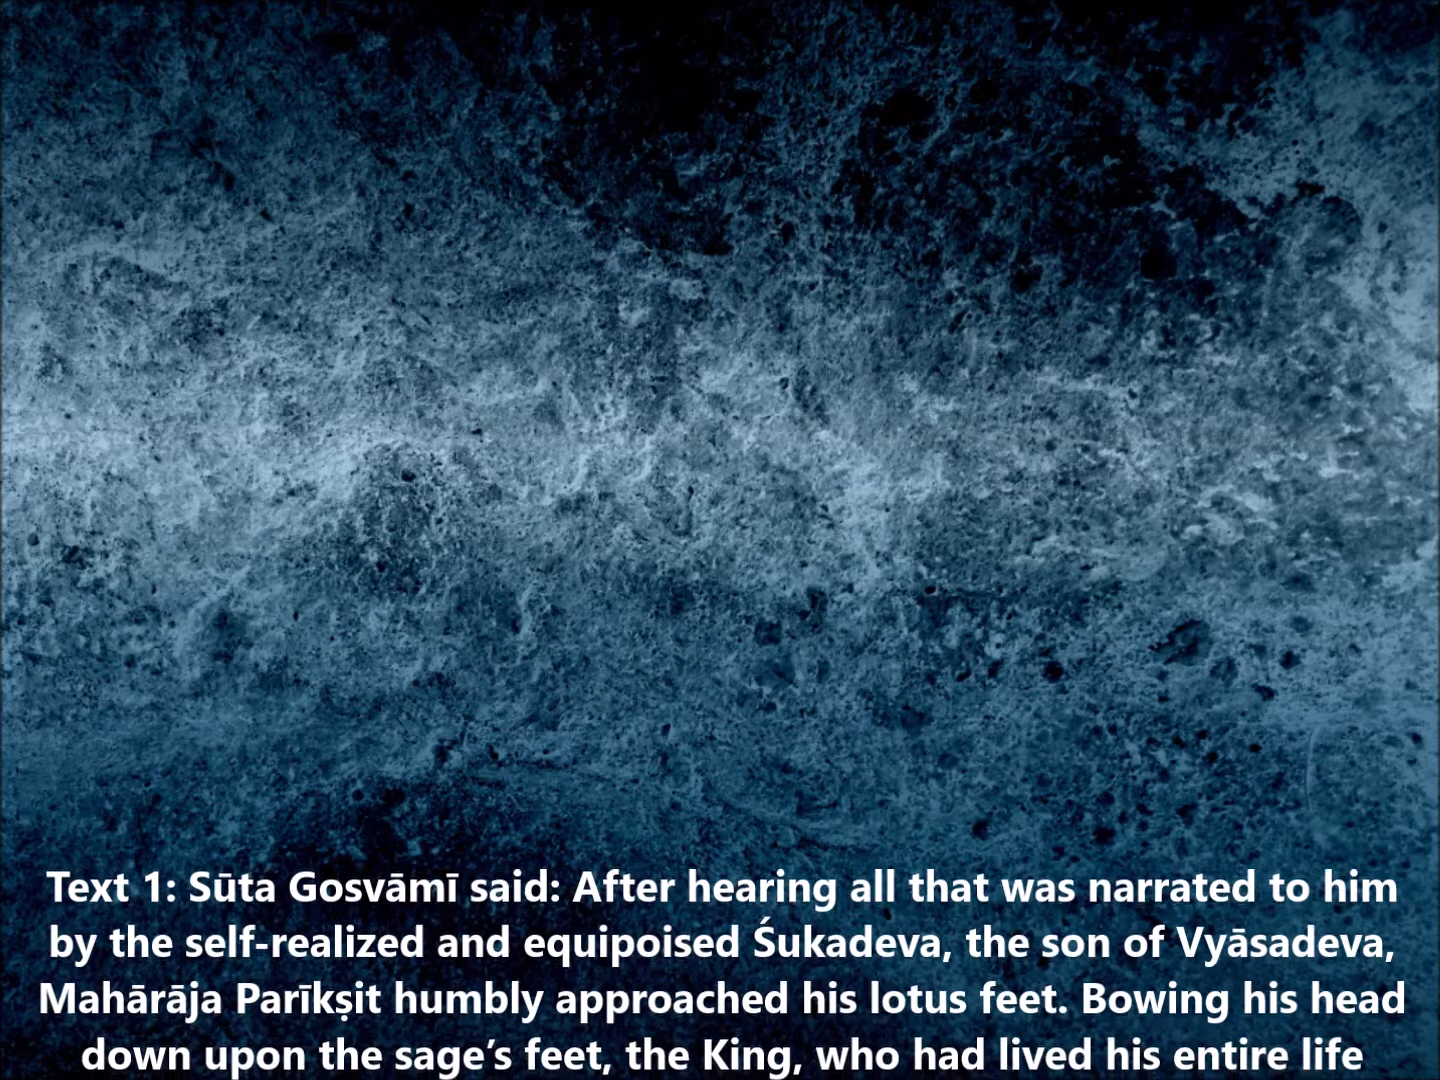 Text 1: Sūta Gosvāmī said: After hearing all that was narrated to him
by the self-realized and equipoised Śukadeva, the son of Vyāsadeva,
Mahārāja Parīkṣit humbly approached his lotus feet. Bowing his head
down upon the sage’s feet, the King, who had lived his entire life